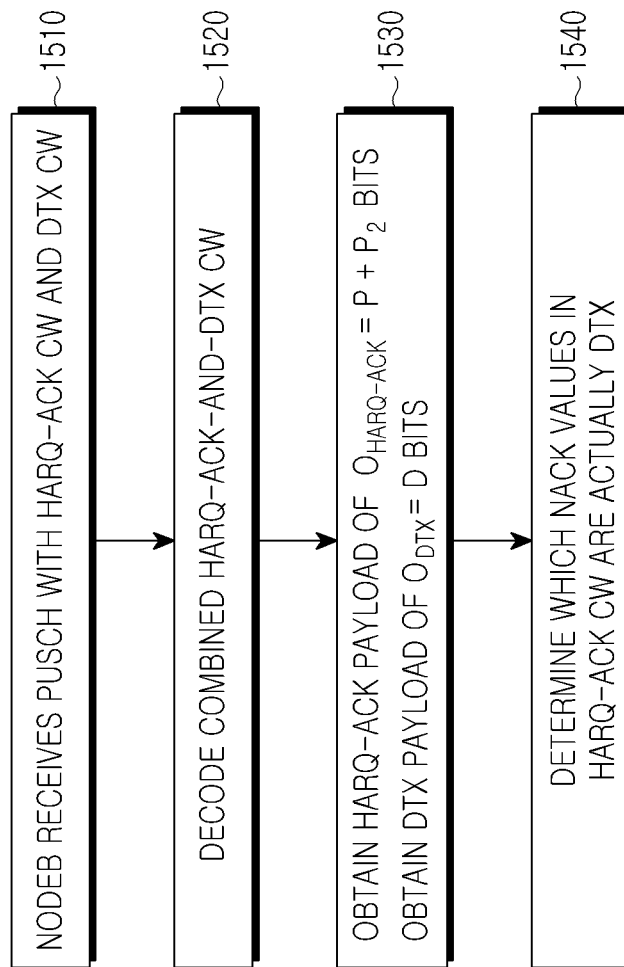 NODEB RECEIVES PUSCH WITH HARQ-ACK CW AND DTX CW
1510
DECODE COMBINED HARQ-ACK-AND-DTX CW
1520
OBTAIN HARQ-ACK PAYLOAD OF O_HARQ-ACK = P + P_2 BITS
OBTAIN DTX PAYLOAD OF O_DTX = D BITS
1530
DETERMINE WHICH NACK VALUES IN
HARQ-ACK CW ARE ACTUALLY DTX
1540